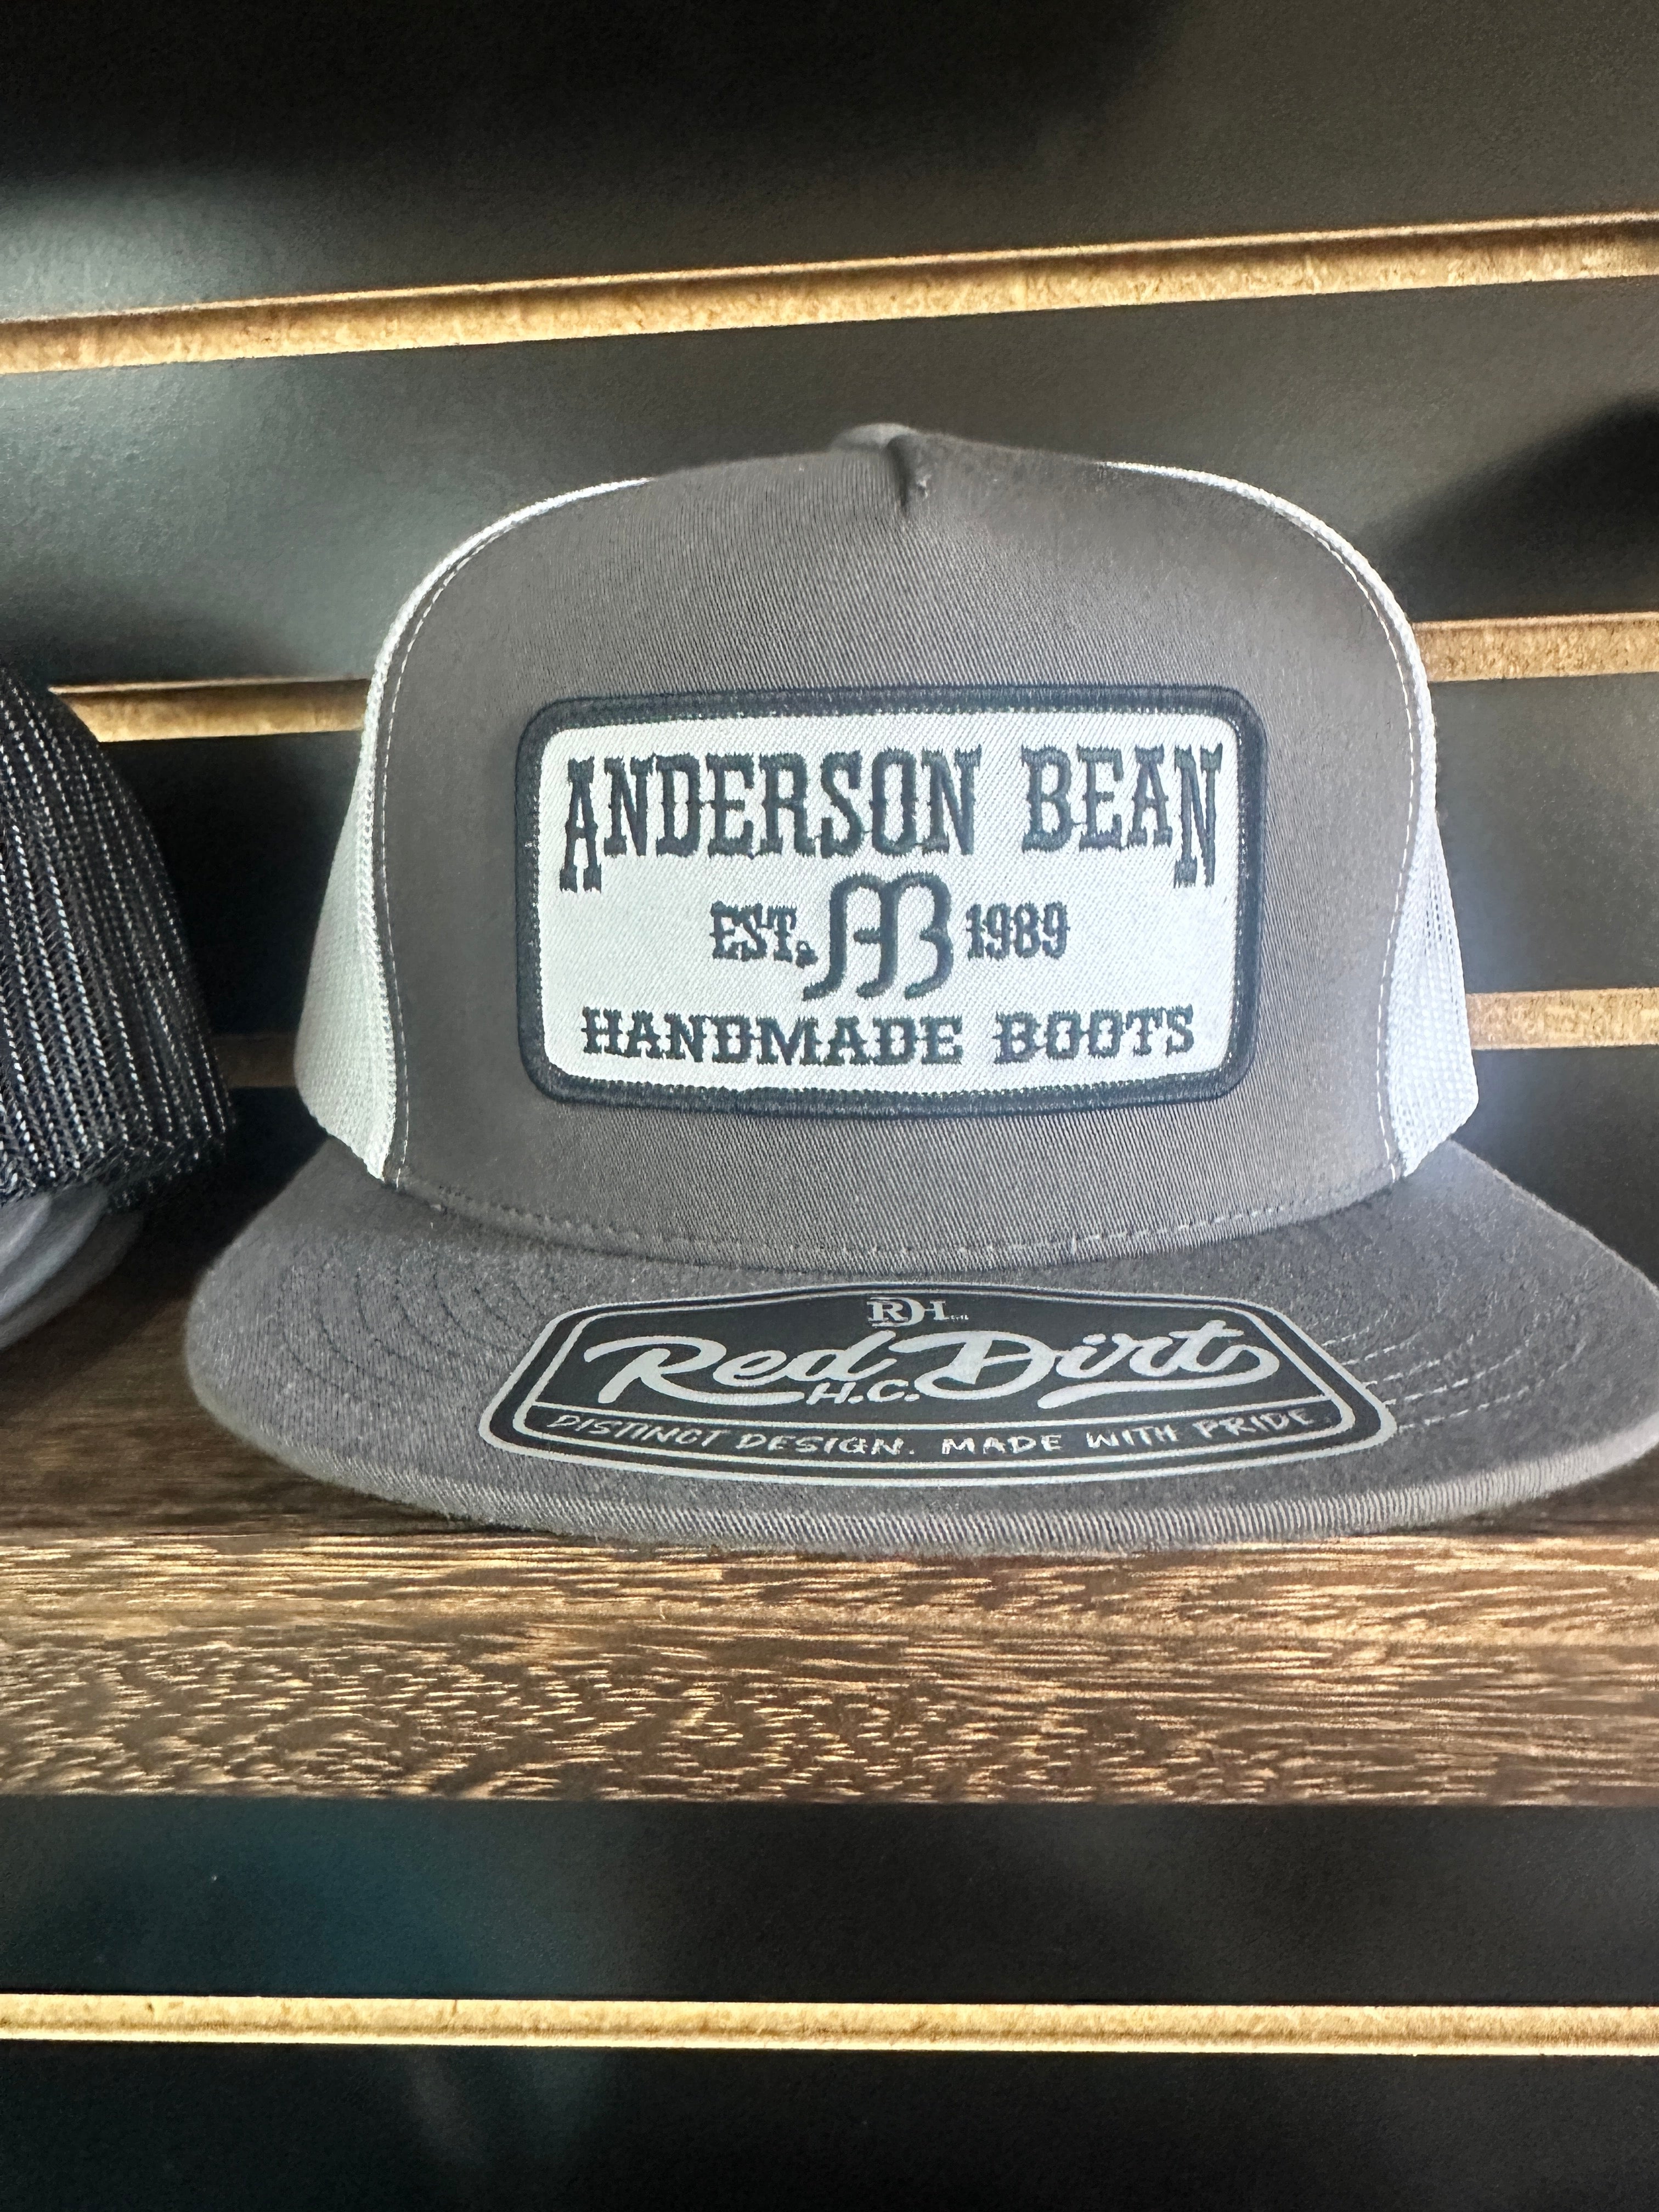 ANDERSON BEAN
EST. AB 1989
HANDMADE BOOTS
RDH
Red Dirt
H.C.
DISTINCT DESIGN. MADE WITH PRIDE.